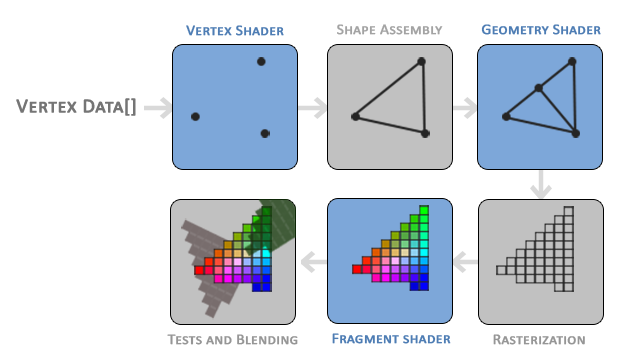 Vertex Shader
Shape Assembly
Geometry Shader
Vertex Data[]
Tests and Blending
Fragment shader
Rasterization